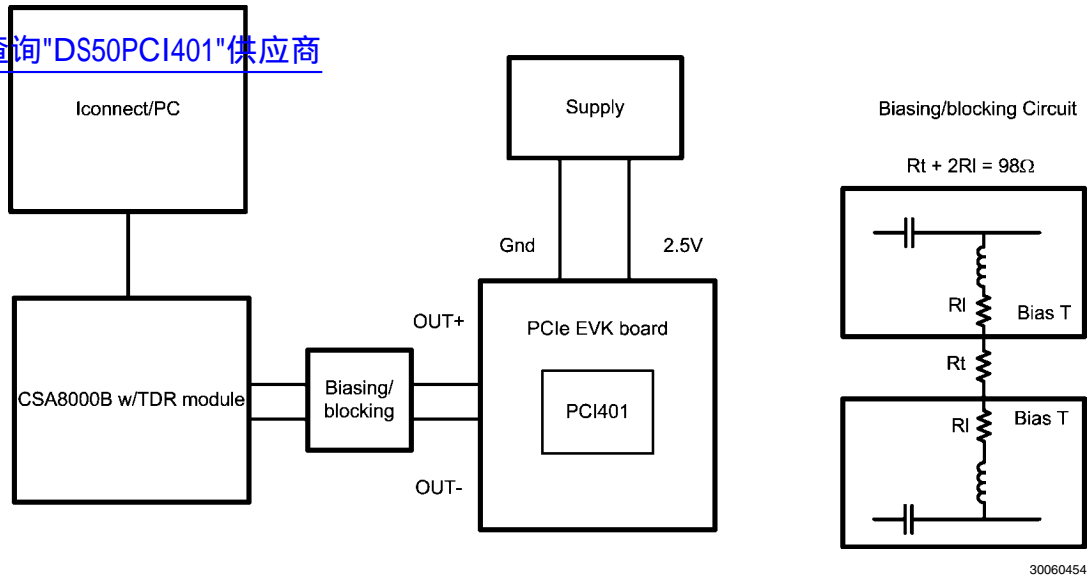 查询"DS50PCI401"供应商
Iconnect/PC
Supply
Gnd
2.5V
OUT+
PCIe EVK board
CSA8000B w/TDR module
Biasing/
blocking
PCI401
OUT-
Biasing/blocking Circuit
Rt + 2Rl = 98Ω
Rl
Bias T
Rt
Rl
Bias T
30060454